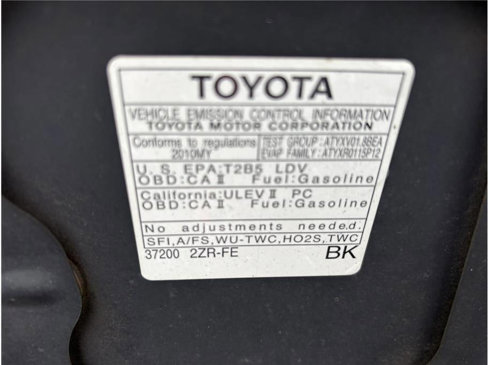 TOYOTA
VEHICLE EMISSION CONTROL INFORMATION
TOYOTA MOTOR CORPORATION
Conforms to regulations 2010MY
TEST GROUP : ATYXV01.8BEA
EVAP FAMILY : ATYXR0115P12
U. S. EPA:T2B5 LDV
OBD:CAⅡ Fuel:Gasoline
California:ULEVⅡ PC
OBD:CAⅡ Fuel:Gasoline
No adjustments needed.
SFI,A/FS,WU-TWC,HO2S,TWC
37200 2ZR-FE BK